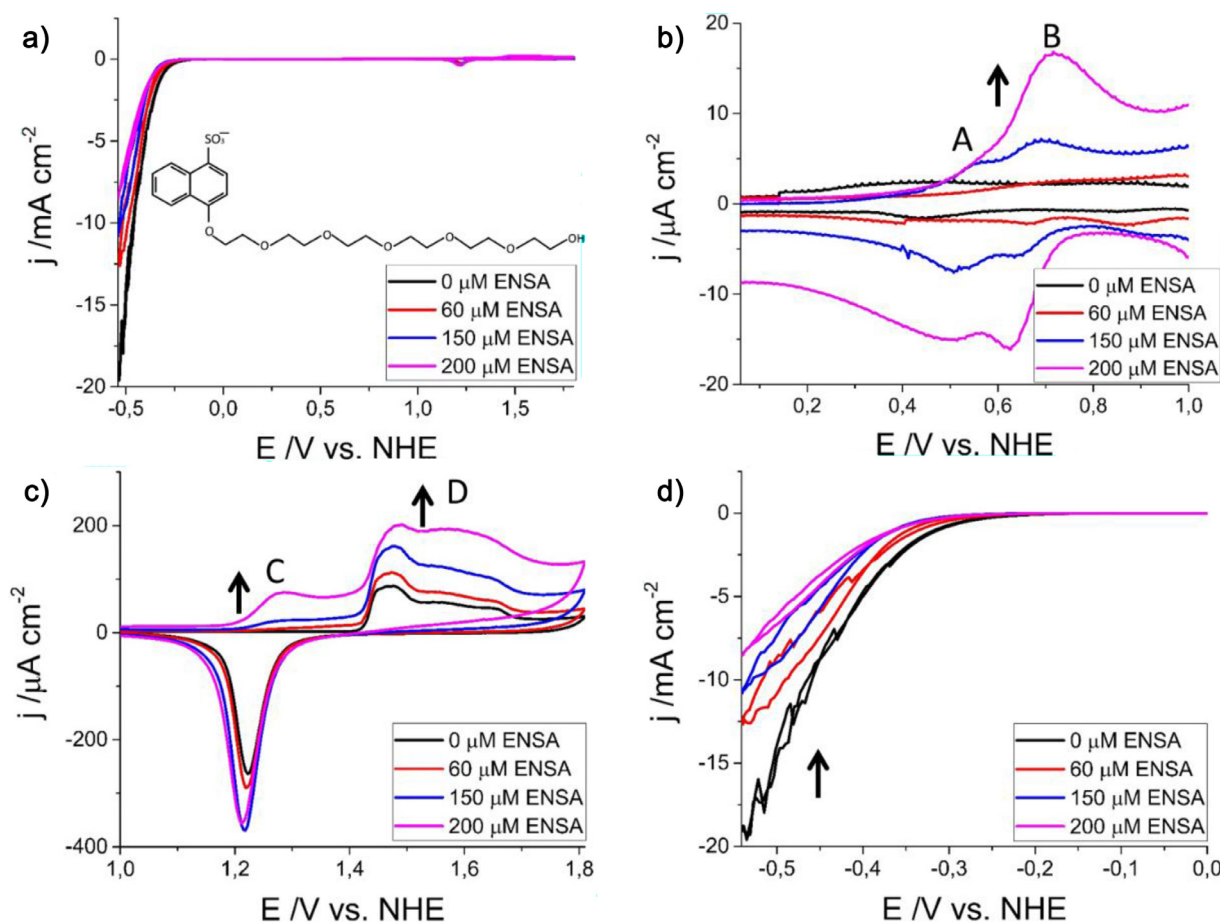 a)
j /mA cm⁻²
0
-5
-10
-15
-20
SO₃⁻
O
O
O
O
O
O
OH
0 μM ENSA
60 μM ENSA
150 μM ENSA
200 μM ENSA
-0,5 0,0 0,5 1,0 1,5
E /V vs. NHE
b)
j /μA cm⁻²
20
10
0
-10
-20
A
B
0 μM ENSA
60 μM ENSA
150 μM ENSA
200 μM ENSA
0,2 0,4 0,6 0,8 1,0
E /V vs. NHE
c)
j /μA cm⁻²
200
0
-200
-400
C
D
0 μM ENSA
60 μM ENSA
150 μM ENSA
200 μM ENSA
1,0 1,2 1,4 1,6 1,8
E /V vs. NHE
d)
j /mA cm⁻²
0
-5
-10
-15
-20
0 μM ENSA
60 μM ENSA
150 μM ENSA
200 μM ENSA
-0,5 -0,4 -0,3 -0,2 -0,1 0,0
E /V vs. NHE